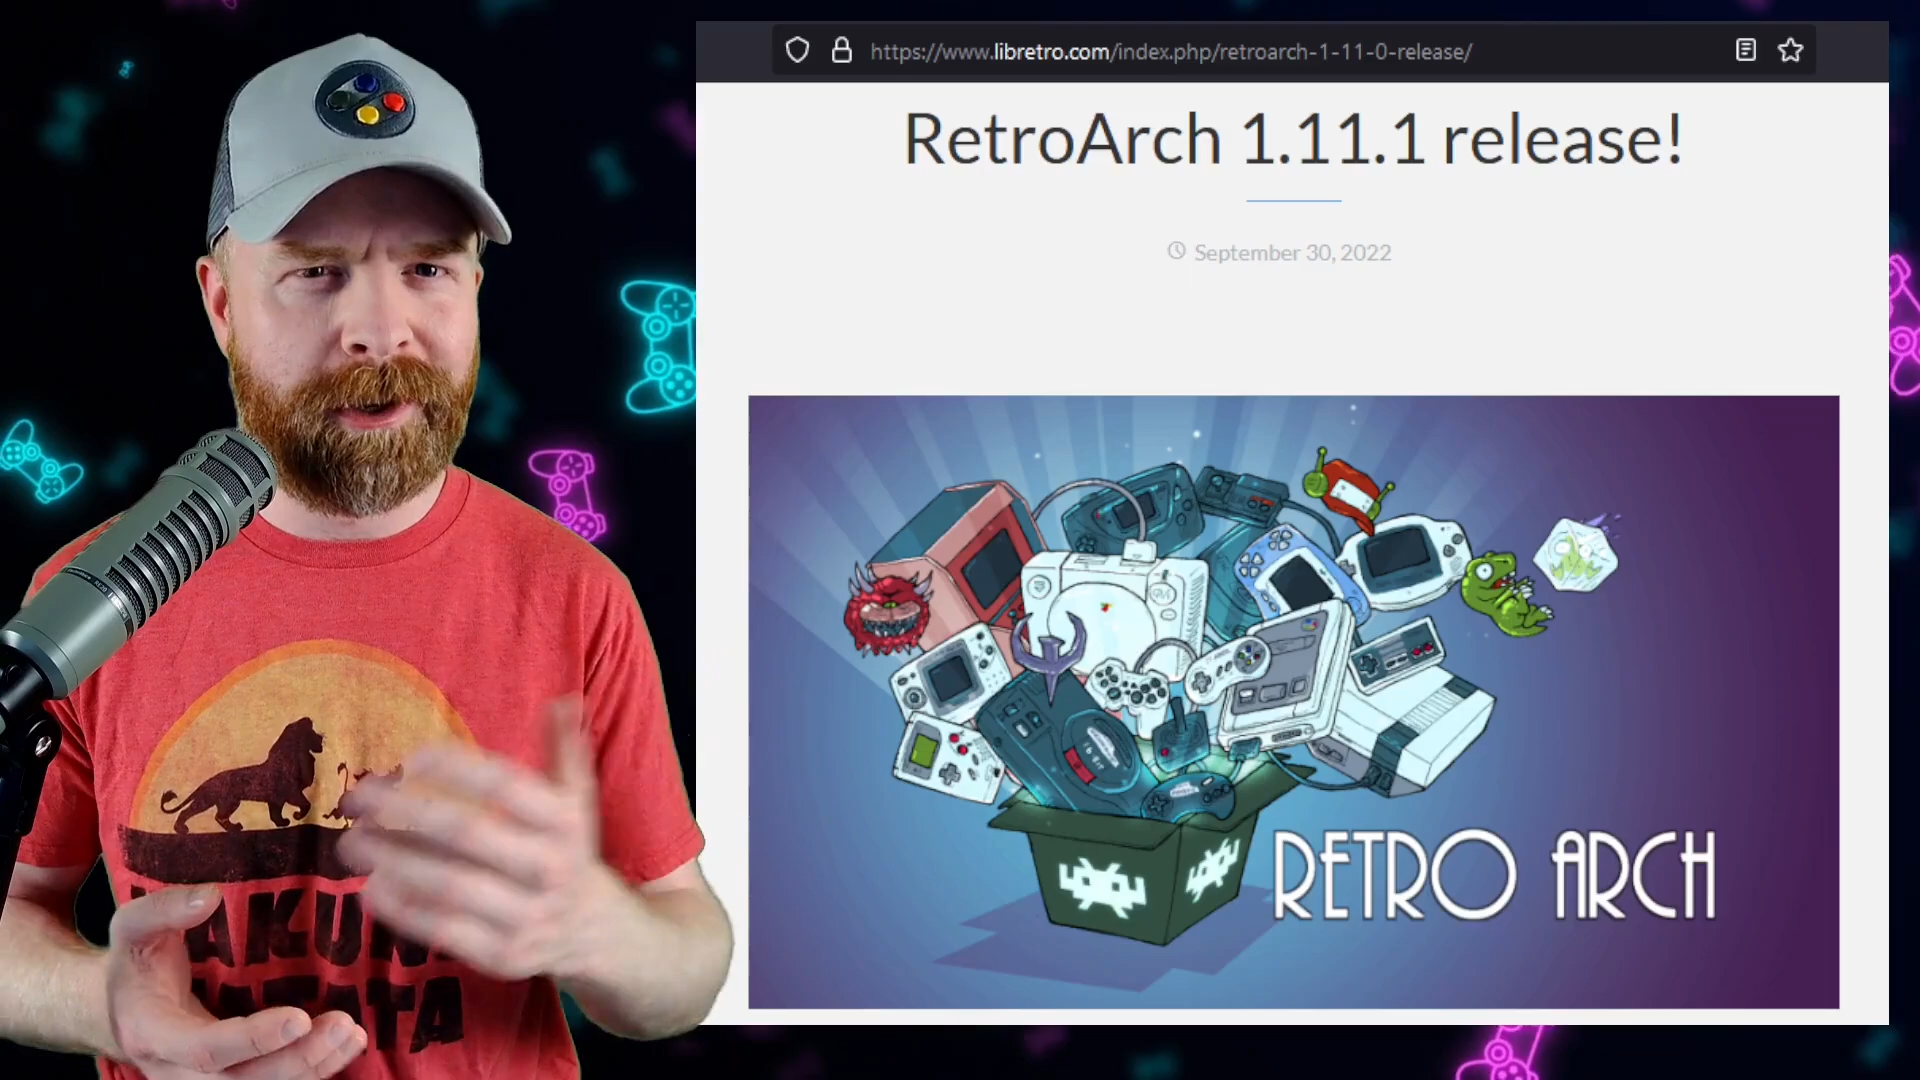 https://www.libretro.com/index.php/retroarch-1-11-0-release/
RetroArch 1.11.1 release!
September 30, 2022
RETRO ARCH